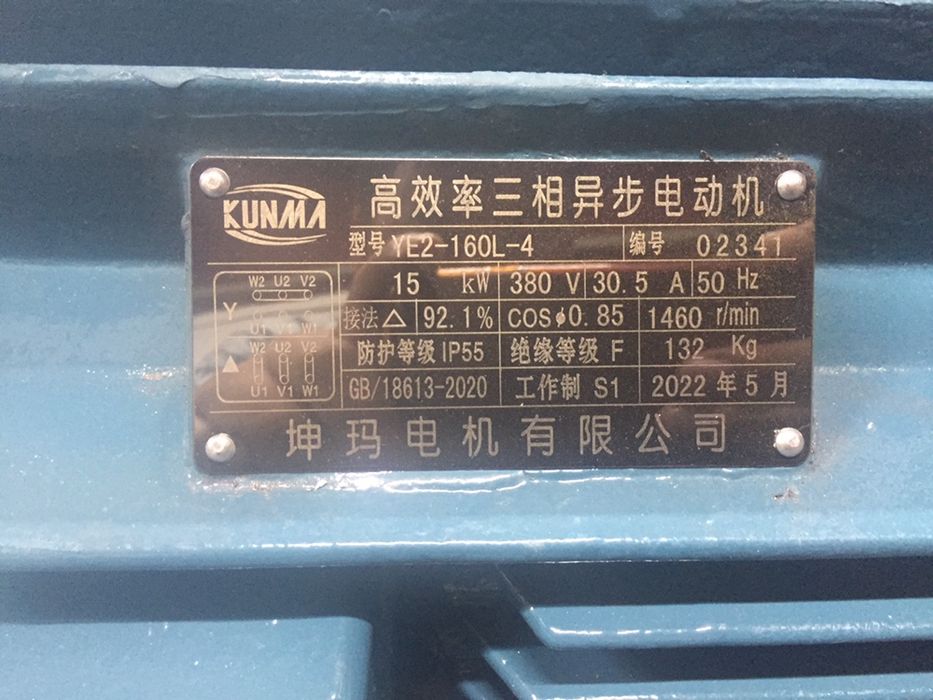 KUNMA
高效率三相异步电动机
型号 YE2-160L-4 编号 02341
15 kW 380 V 30.5 A 50 Hz
接法 △ 92.1% COSφ0.85 1460 r/min
防护等级 IP55 绝缘等级 F 132 Kg
GB/18613-2020 工作制 S1 2022 年 5 月
W2 U2 V2
Y
U1 V1 W1
W2 U2 V2
▲
U1 V1 W1
坤玛电机有限公司